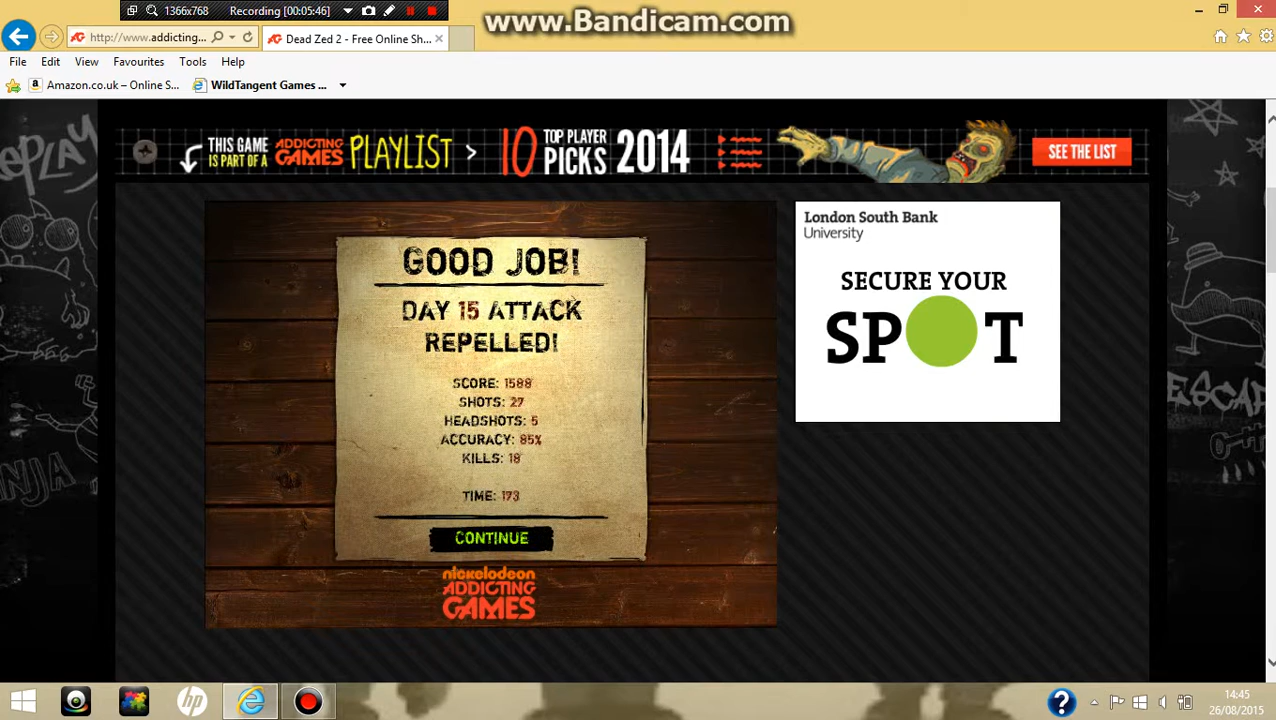 1366x768 Recording [00:05:46]
www.Bandicam.com
http://www.addicting...
Dead Zed 2 - Free Online Sh...
File Edit View Favourites Tools Help
Amazon.co.uk – Online S...
WildTangent Games ...
THIS GAME
IS PART OF A
ADDICTING
GAMES
PLAYLIST
10
TOP PLAYER
PICKS
2014
SEE THE LIST
GOOD JOB!
DAY 15 ATTACK
REPELLED!
SCORE: 1588
SHOTS: 27
HEADSHOTS: 5
ACCURACY: 85%
KILLS: 18
TIME: 173
CONTINUE
nickelodeon
ADDICTING
GAMES
London South Bank
University
SECURE YOUR
SPOT
hp
14:45
26/08/2015